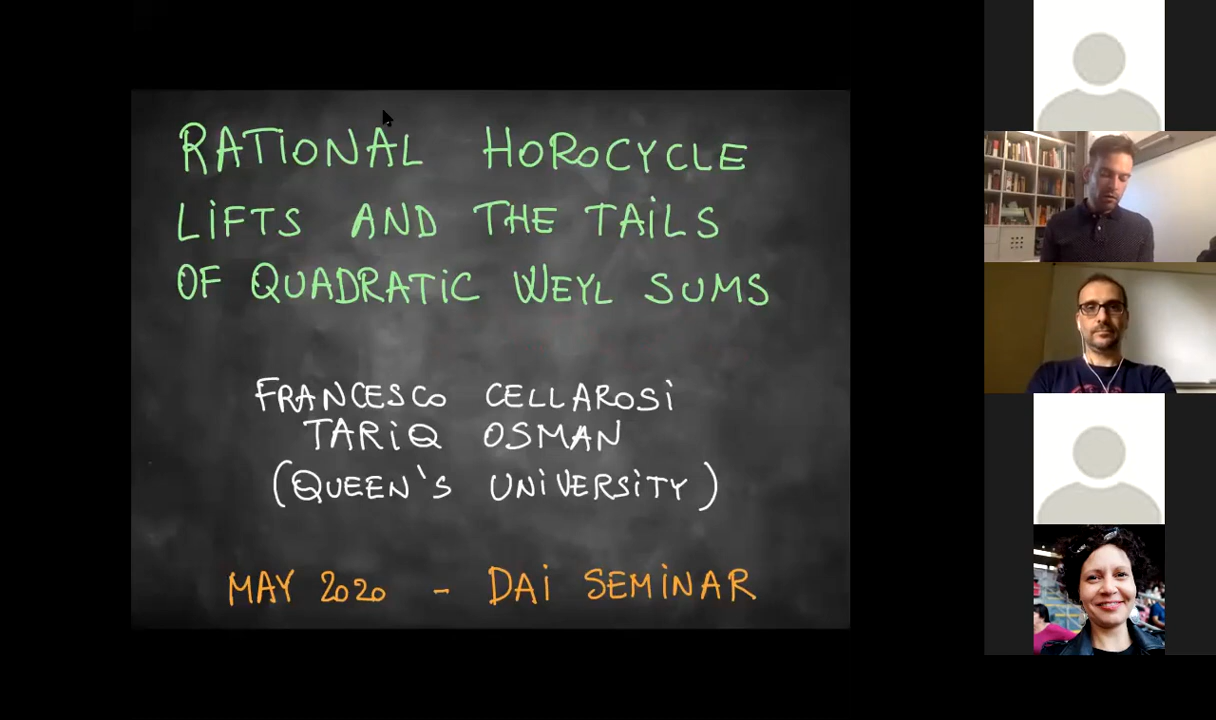 RATIONAL HOROCYCLE
LIFTS AND THE TAILS
OF QUADRATIC WEYL SUMS
FRANCESCO CELLAROSI
TARIQ OSMAN
(QUEEN'S UNIVERSITY)
MAY 2020 - DAI SEMINAR